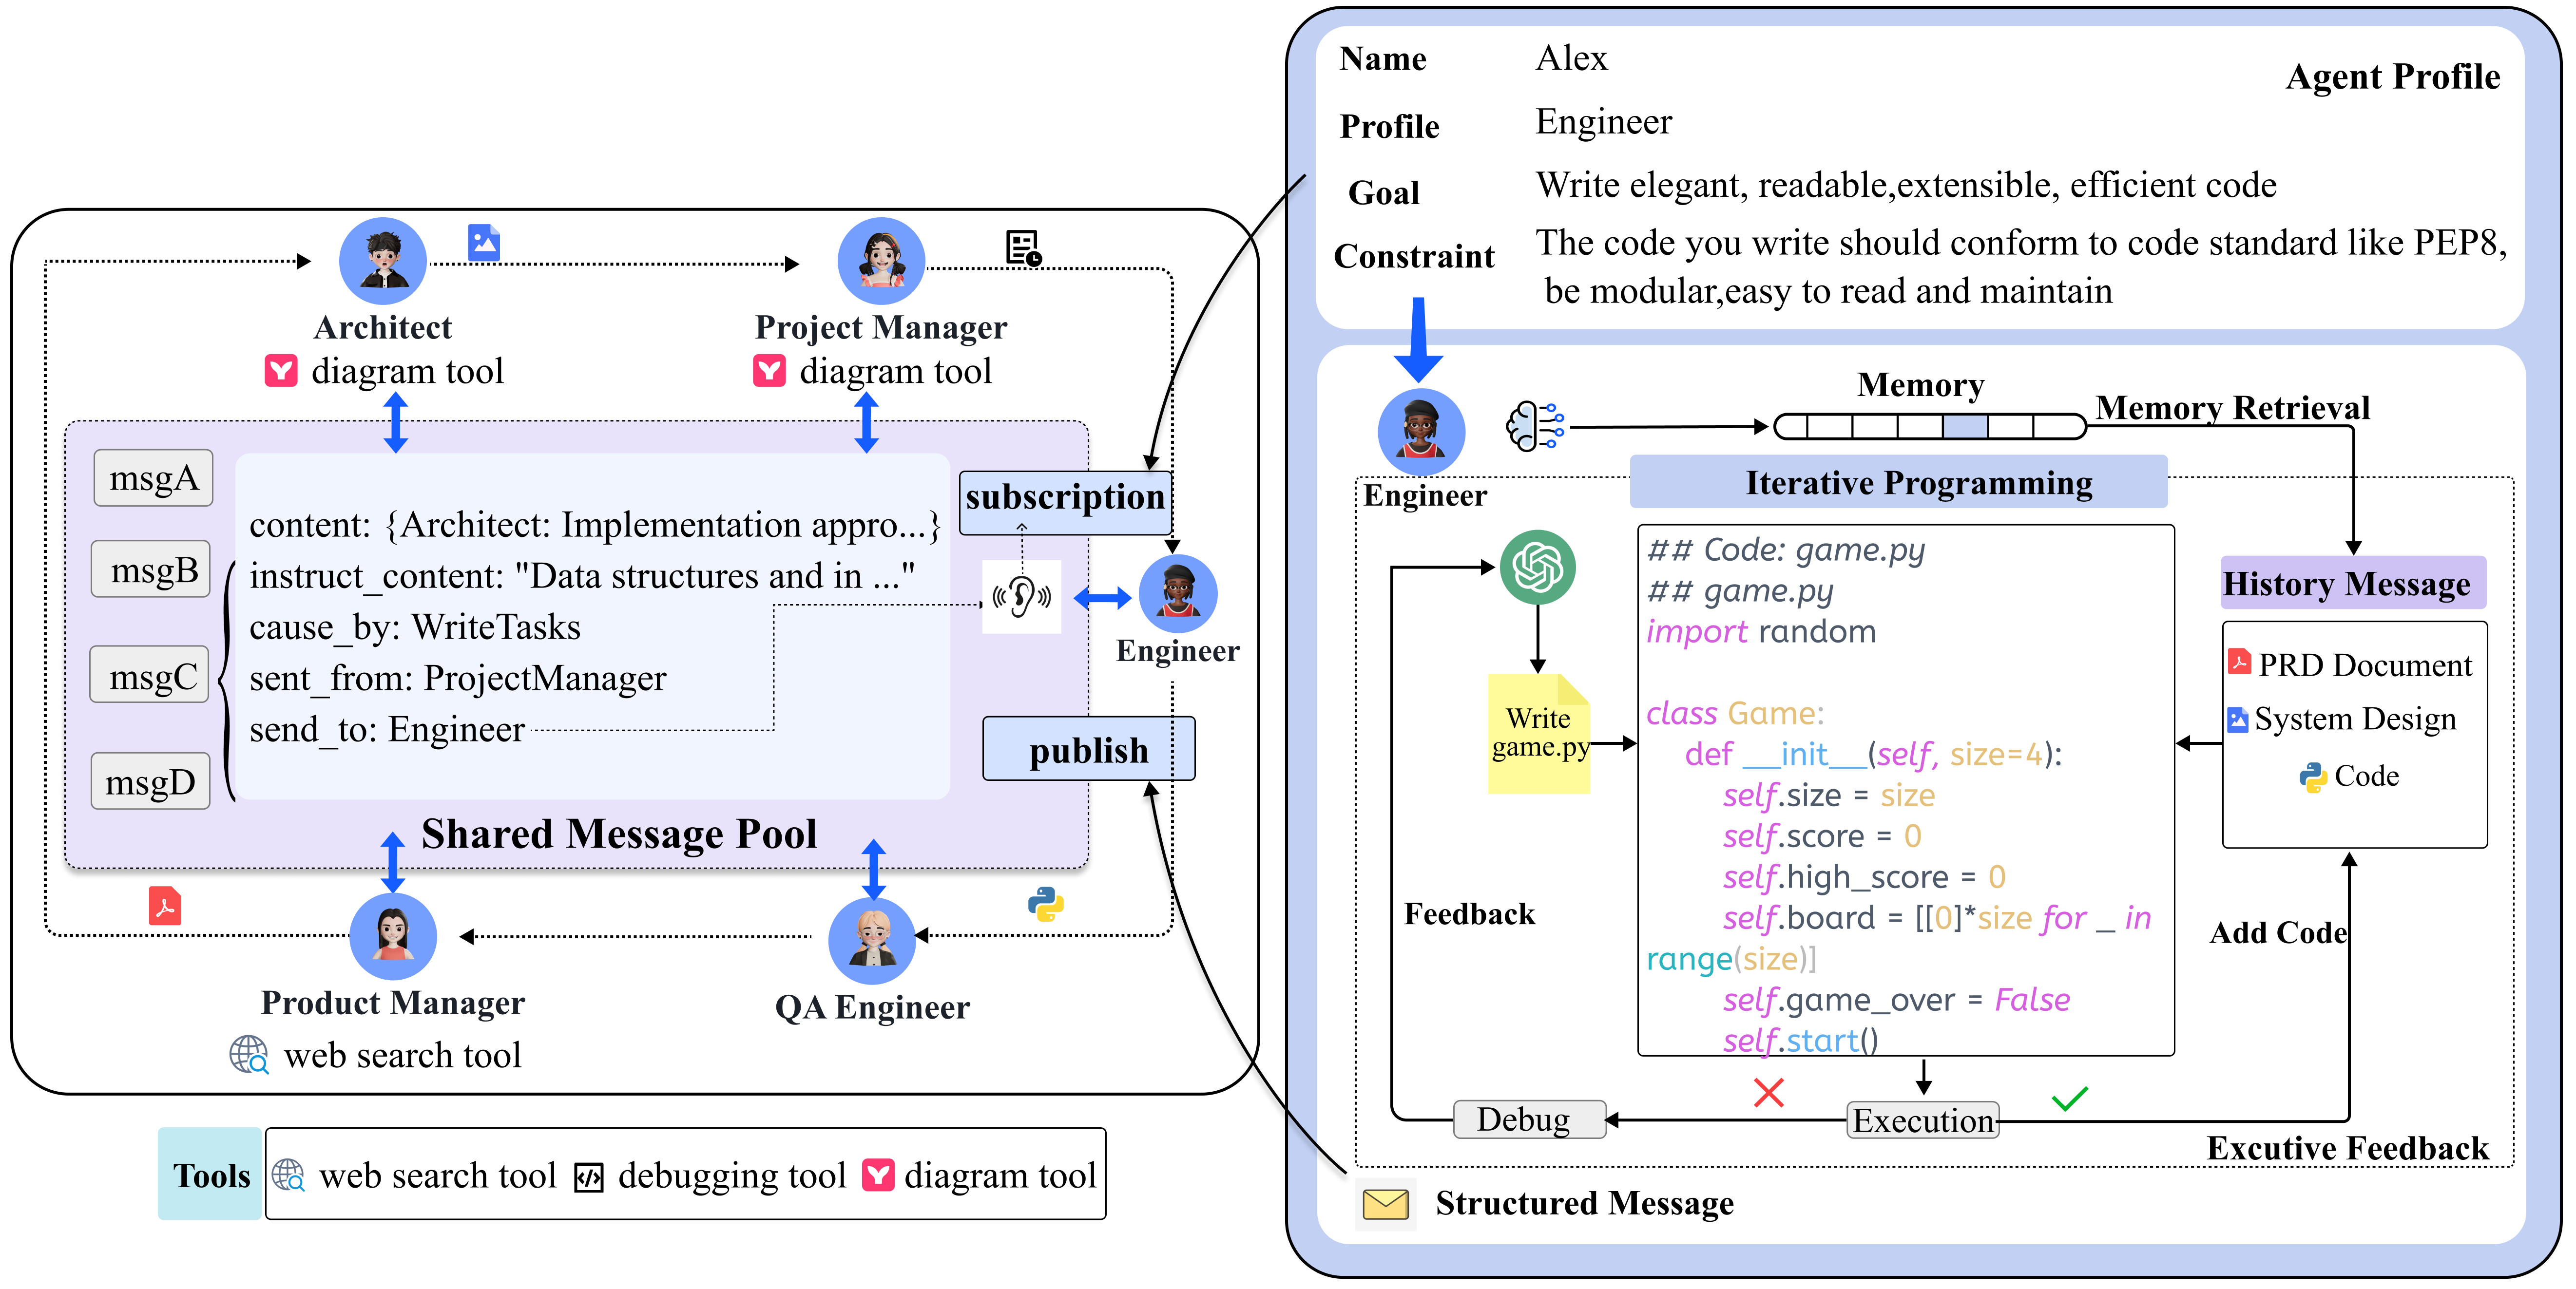 Architect
diagram tool
Project Manager
diagram tool
msgA
msgB
msgC
msgD
content: {Architect: Implementation appro...}
instruct_content: "Data structures and in ..."
cause_by: WriteTasks
sent_from: ProjectManager
send_to: Engineer
Shared Message Pool
subscription
publish
Engineer
Product Manager
web search tool
QA Engineer
Tools
web search tool
debugging tool
diagram tool
Agent Profile
Name
Alex
Profile
Engineer
Goal
Write elegant, readable,extensible, efficient code
Constraint
The code you write should conform to code standard like PEP8,
be modular,easy to read and maintain
Engineer
Memory
Memory Retrieval
Iterative Programming
Write
game.py
## Code: game.py
## game.py
import random
class Game:
def __init__(self, size=4):
self.size = size
self.score = 0
self.high_score = 0
self.board = [[0]*size for _ in
range(size)]
self.game_over = False
self.start()
History Message
PRD Document
System Design
Code
Feedback
Add Code
Debug
Execution
Excutive Feedback
Structured Message